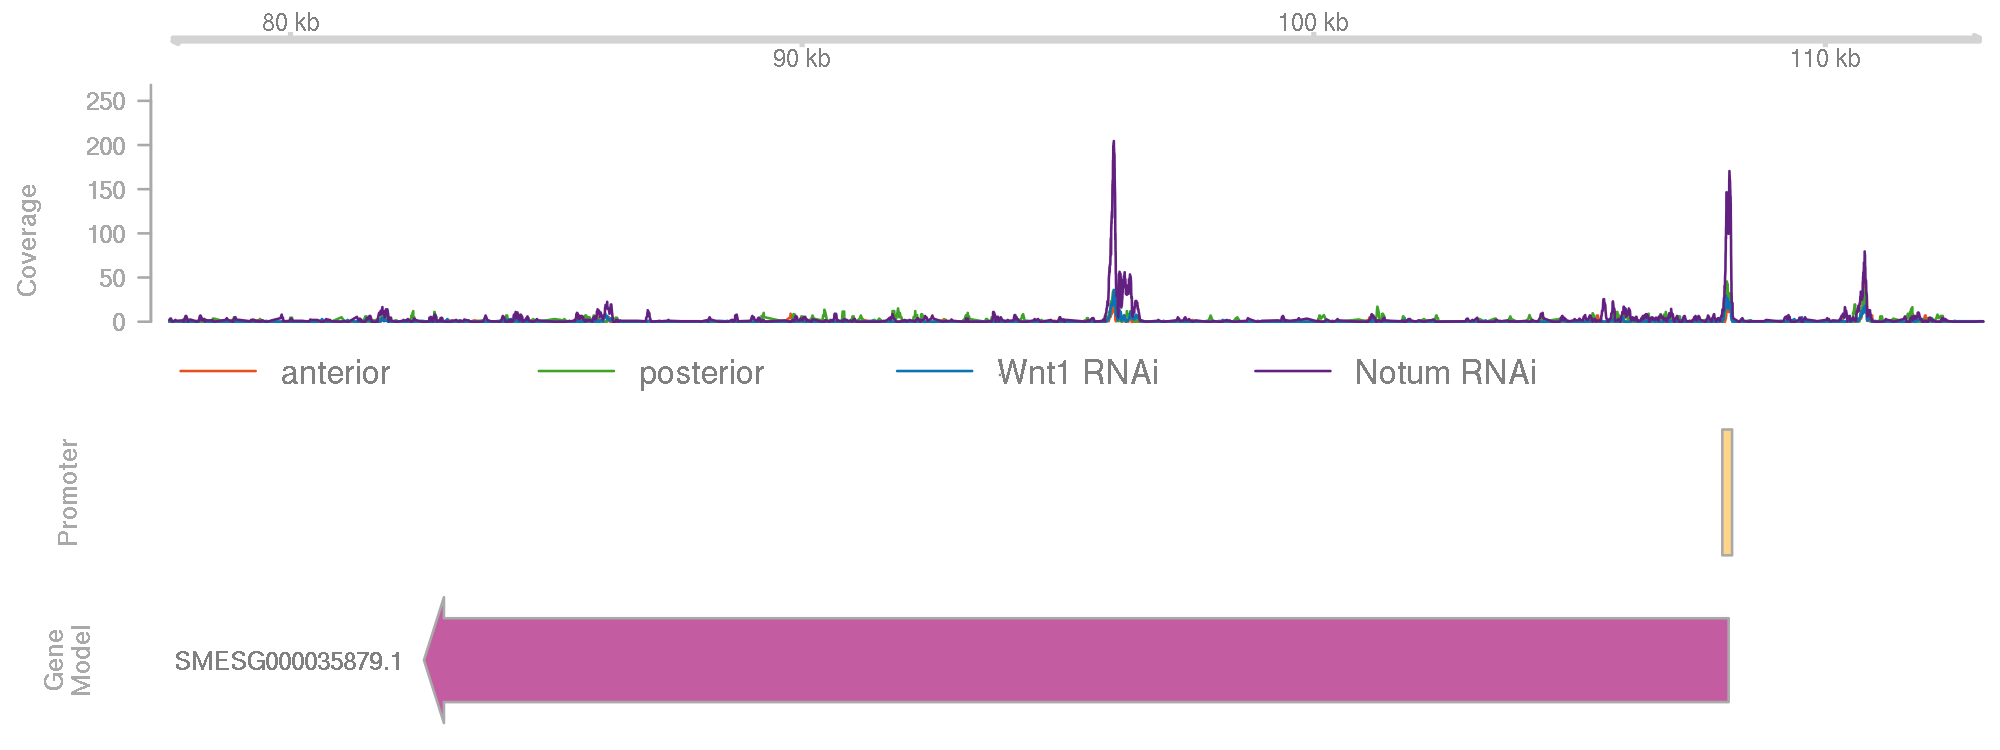 80 kb
100 kb
90 kb
110 kb
250
200
150
100
50
0
Coverage
anterior posterior Wnt1 RNAi Notum RNAi
Promoter
Gene
Model
SMESG000035879.1